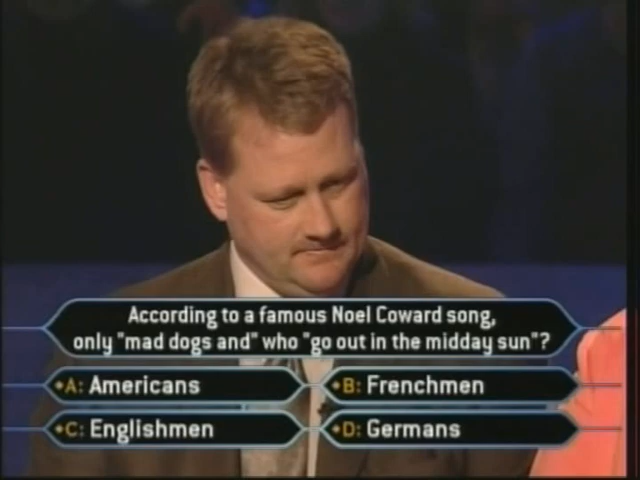 According to a famous Noel Coward song,
only "mad dogs and" who "go out in the midday sun"?
A: Americans
B: Frenchmen
C: Englishmen
D: Germans